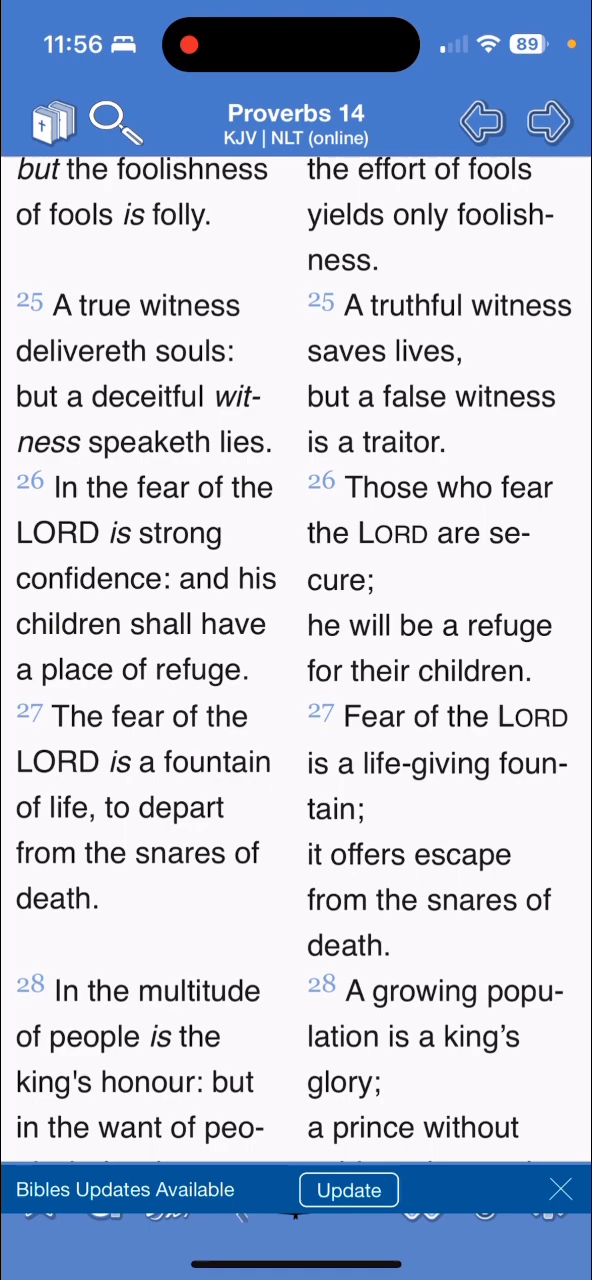 11:56
89
Proverbs 14
KJV | NLT (online)
but the foolishness
of fools is folly.
25 A true witness
delivereth souls:
but a deceitful wit-
ness speaketh lies.
26 In the fear of the
LORD is strong
confidence: and his
children shall have
a place of refuge.
27 The fear of the
LORD is a fountain
of life, to depart
from the snares of
death.
28 In the multitude
of people is the
king's honour: but
in the want of peo-
the effort of fools
yields only foolish-
ness.
25 A truthful witness
saves lives,
but a false witness
is a traitor.
26 Those who fear
the LORD are se-
cure;
he will be a refuge
for their children.
27 Fear of the LORD
is a life-giving foun-
tain;
it offers escape
from the snares of
death.
28 A growing popu-
lation is a king’s
glory;
a prince without
Bibles Updates Available
Update